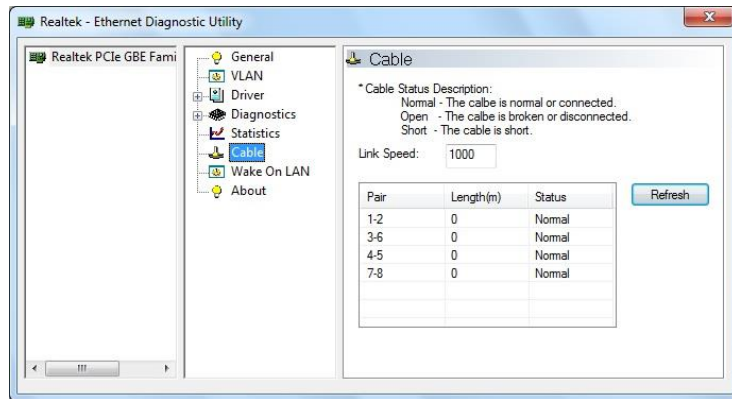 Realtek - Ethernet Diagnostic Utility
X
Realtek PCIe GBE Fami
General
VLAN
Driver
Diagnostics
Statistics
Cable
Wake On LAN
About
Cable
* Cable Status Description:
Normal - The calbe is normal or connected.
Open - The calbe is broken or disconnected.
Short - The cable is short.
Link Speed: 1000
Pair Length(m) Status
1-2 0 Normal
3-6 0 Normal
4-5 0 Normal
7-8 0 Normal
Refresh